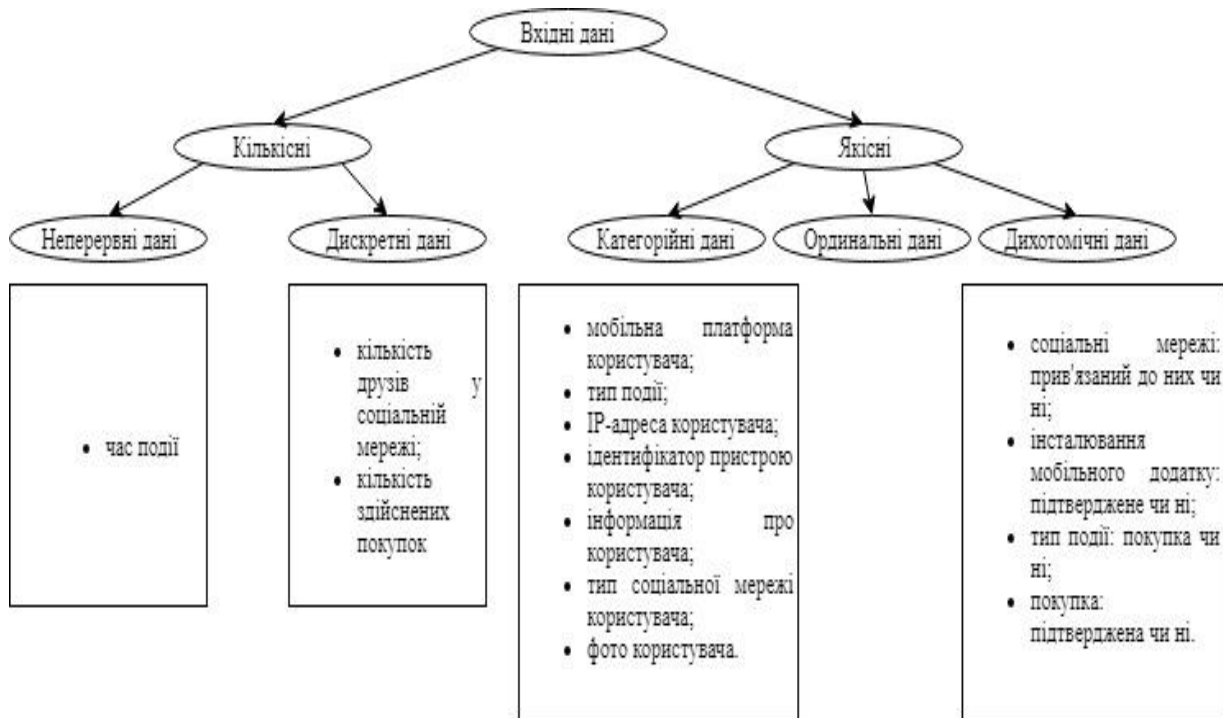 Вхідні дані
Кількісні
Якісні
Неперервні дані
Дискретні дані
Категорійні дані
Ординальні дані
Дихотомічні дані
• час події
• кількість
друзів у
соціальній
мережі;
• кількість
здійснених
покупок
• мобільна платформа
користувача;
• тип події;
• IP-адреса користувача;
• ідентифікатор пристрою
користувача;
• інформація про
користувача;
• тип соціальної мережі
користувача;
• фото користувача.
• соціальні мережі:
прив'язаний до них чи
ні;
• інсталювання
мобільного додатку:
підтверджене чи ні;
• тип події: покупка чи
ні;
• покупка:
підтверджена чи ні.